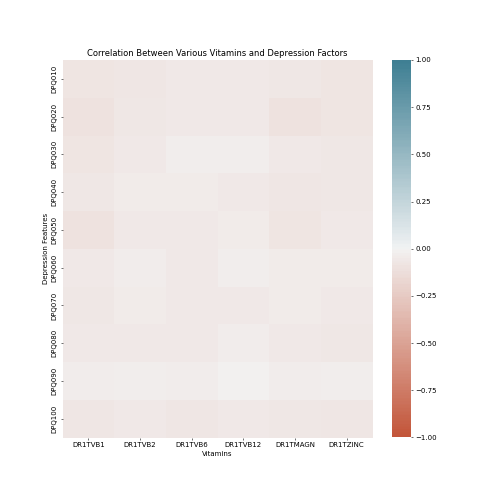 Correlation Between Various Vitamins and Depression Factors
DPQ010
DPQ020
DPQ030
DPQ040
DPQ050
DPQ060
DPQ070
DPQ080
DPQ090
DPQ100
Depression Features
DR1TVB1 DR1TVB2 DR1TVB6 DR1TVB12 DR1TMAGN DR1TZINC
Vitamins
1.00
0.75
0.50
0.25
0.00
−0.25
−0.50
−0.75
−1.00